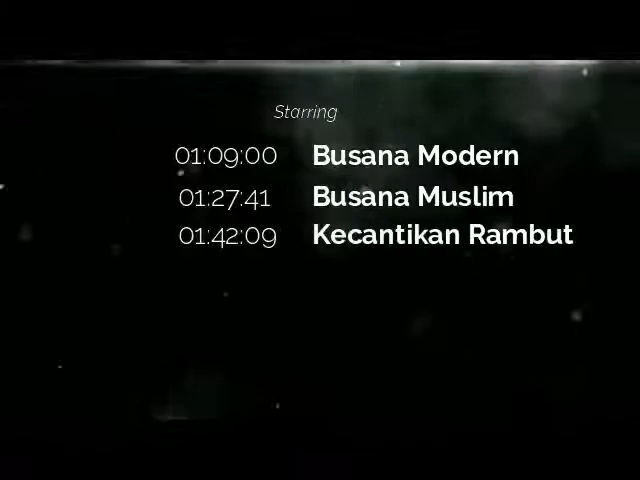 Starring
01:09:00 Busana Modern
01:27:41 Busana Muslim
01:42:09 Kecantikan Rambut